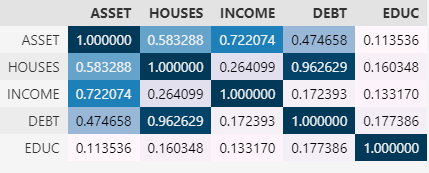 ASSET HOUSES INCOME DEBT EDUC
ASSET 1.000000 0.583288 0.722074 0.474658 0.113536
HOUSES 0.583288 1.000000 0.264099 0.962629 0.160348
INCOME 0.722074 0.264099 1.000000 0.172393 0.133170
DEBT 0.474658 0.962629 0.172393 1.000000 0.177386
EDUC 0.113536 0.160348 0.133170 0.177386 1.000000